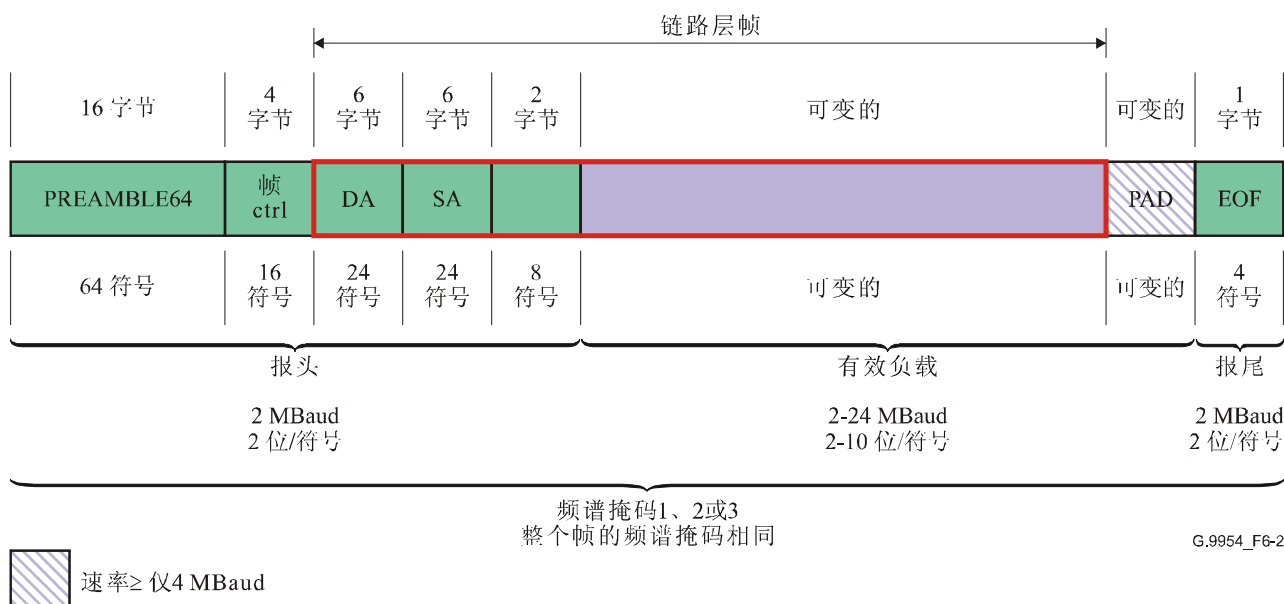 链路层帧
16 字节
4
字节
6
字节
6
字节
2
字节
可变的
可变的
1
字节
PREAMBLE64
帧
ctrl
DA
SA
PAD
EOF
64 符号
16
符号
24
符号
24
符号
8
符号
可变的
可变的
4
符号
报头
有效负载
报尾
2 MBaud
2 位/符号
2-24 MBaud
2-10 位/符号
2 MBaud
2 位/符号
频谱掩码1、2或3
整个帧的频谱掩码相同
G.9954_F6-2
速率≥ 仅4 MBaud